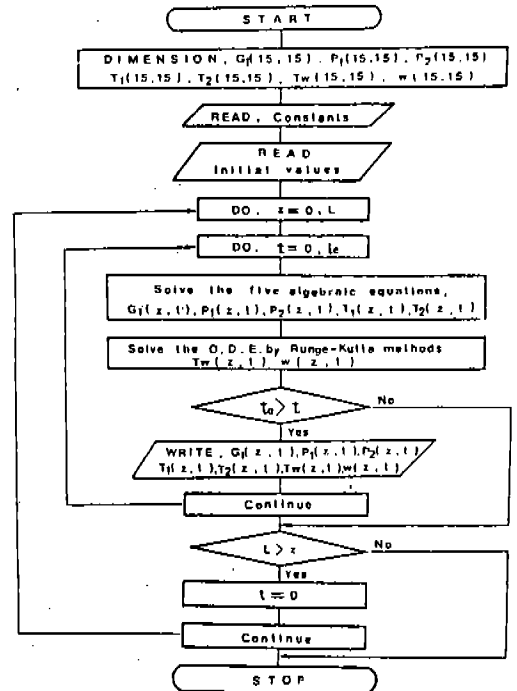 START
DIMENSION, G₁(15,15). P₁(15,15), P₂(15,15)
T₁(15,15), T₂(15,15), Tw(15,15), w(15,15)
READ, Constants
READ
Initial values
DO, z=0, L
DO, t=0, te
Solve the five algebraic equations,
G₁(z,t), P₁(z,t), P₂(z,t), T₁(z,t), T₂(z,t)
Solve the O.D.E. by Runge-Kutta methods
Tw(z,t) w(z,t)
> t
No
Yes
WRITE, G₁(z,t), P₁(z,t), P₂(z,t)
T₁(z,t), T₂(z,t), Tw(z,t), w(z,t)
Continue
L > z
No
Yes
t=0
Continue
STOP